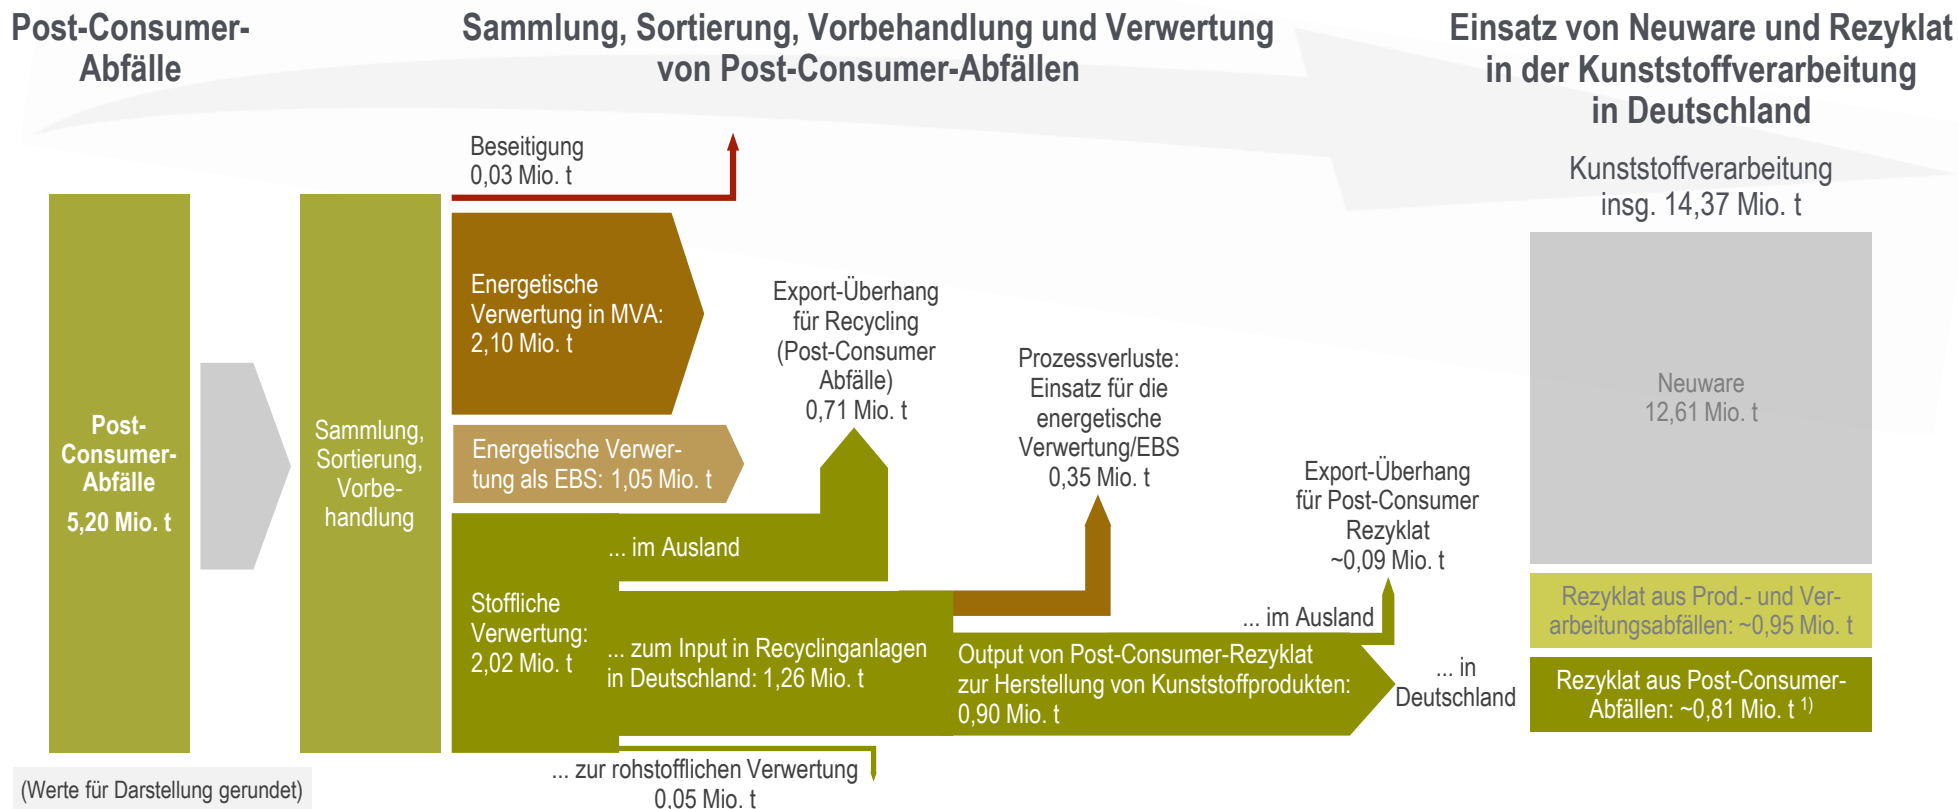 Post-Consumer-
Abfälle
Sammlung, Sortierung, Vorbehandlung und Verwertung
von Post-Consumer-Abfällen
Einsatz von Neuware und Rezyklat
in der Kunststoffverarbeitung
in Deutschland
Post-
Consumer-
Abfälle
5,20 Mio. t
Sammlung,
Sortierung,
Vorbe-
handlung
Beseitigung
0,03 Mio. t
Energetische
Verwertung in MVA:
2,10 Mio. t
Energetische Verwer-
tung als EBS: 1,05 Mio. t
Stoffliche
Verwertung:
2,02 Mio. t
Export-Überhang
für Recycling
(Post-Consumer
Abfälle)
0,71 Mio. t
... im Ausland
... zum Input in Recyclinganlagen
in Deutschland: 1,26 Mio. t
... zur rohstofflichen Verwertung
0,05 Mio. t
Prozessverluste:
Einsatz für die
energetische
Verwertung/EBS
0,35 Mio. t
Output von Post-Consumer-Rezyklat
zur Herstellung von Kunststoffprodukten:
0,90 Mio. t
Export-Überhang
für Post-Consumer
Rezyklat
~0,09 Mio. t
... im Ausland
... in
Deutschland
Kunststoffverarbeitung
insg. 14,37 Mio. t
Neuware
12,61 Mio. t
Rezyklat aus Prod.- und Ver-
arbeitungsabfällen: ~0,95 Mio. t
Rezyklat aus Post-Consumer-
Abfällen: ~0,81 Mio. t 1)
(Werte für Darstellung gerundet)